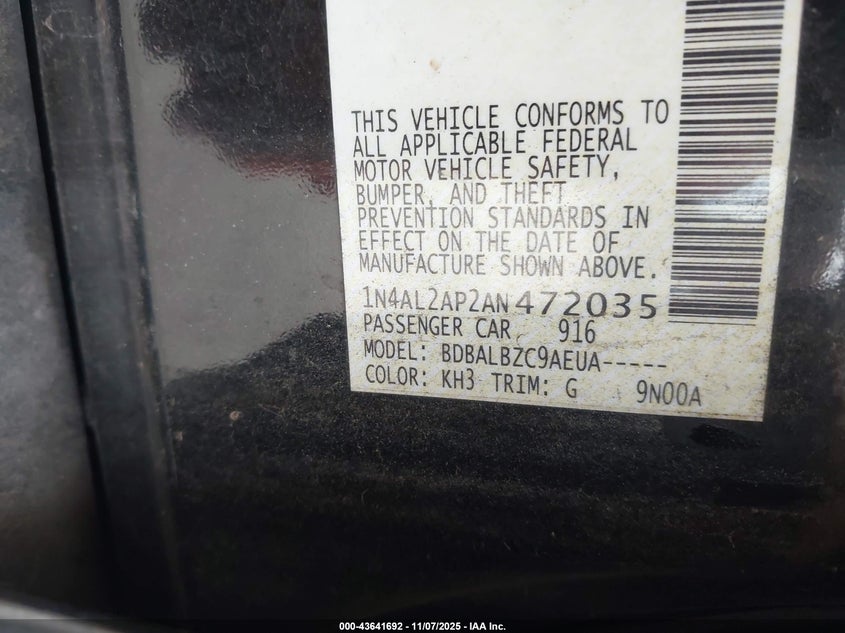 THIS VEHICLE CONFORMS TO
ALL APPLICABLE FEDERAL
MOTOR VEHICLE SAFETY,
BUMPER, AND THEFT
PREVENTION STANDARDS IN
EFFECT ON THE DATE OF
MANUFACTURE SHOWN ABOVE.
1N4AL2AP2AN472035
PASSENGER CAR 916
MODEL: BDBALBZC9AEUA-----
COLOR: KH3 TRIM: G 9N00A
000-43641692 - 11/07/2025 - IAA Inc.